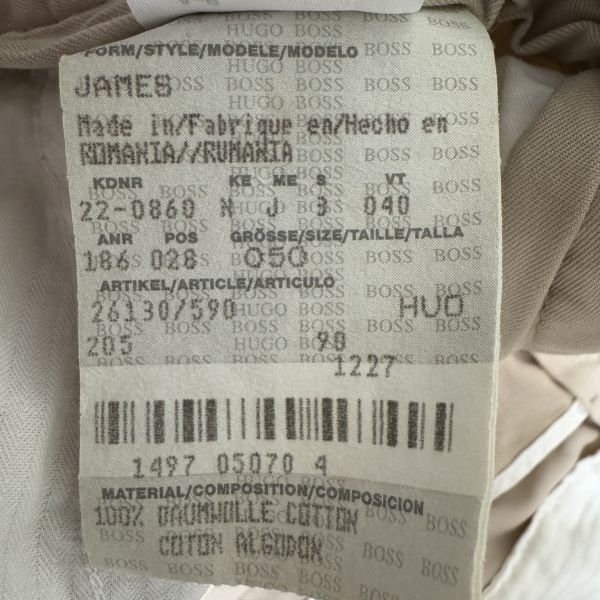 FORM/STYLE/MODELE/MODELO
JAMES
Made in/Fabrique en/Hecho en
ROMANIA//RUMANIA
KDNR KE ME S VT
22-0860 N J 3 040
ANR POS GRÖSSE/SIZE/TAILLE/TALLA
186 028 050
ARTIKEL/ARTICLE/ARTICULO
26130/590 HUO
205 90
1227
1497 05070 4
MATERIAL/COMPOSITION/COMPOSICION
100% BAUMWOLLE COTTON
COTON ALGODON